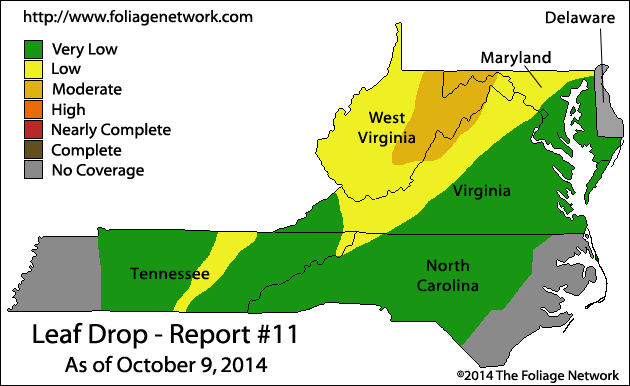 http://www.foliagenetwork.com
Delaware
Very Low
Low
Moderate
High
Nearly Complete
Complete
No Coverage
Maryland
West
Virginia
Virginia
Tennessee
North
Carolina
Leaf Drop - Report #11
As of October 9, 2014
©2014 The Foliage Network